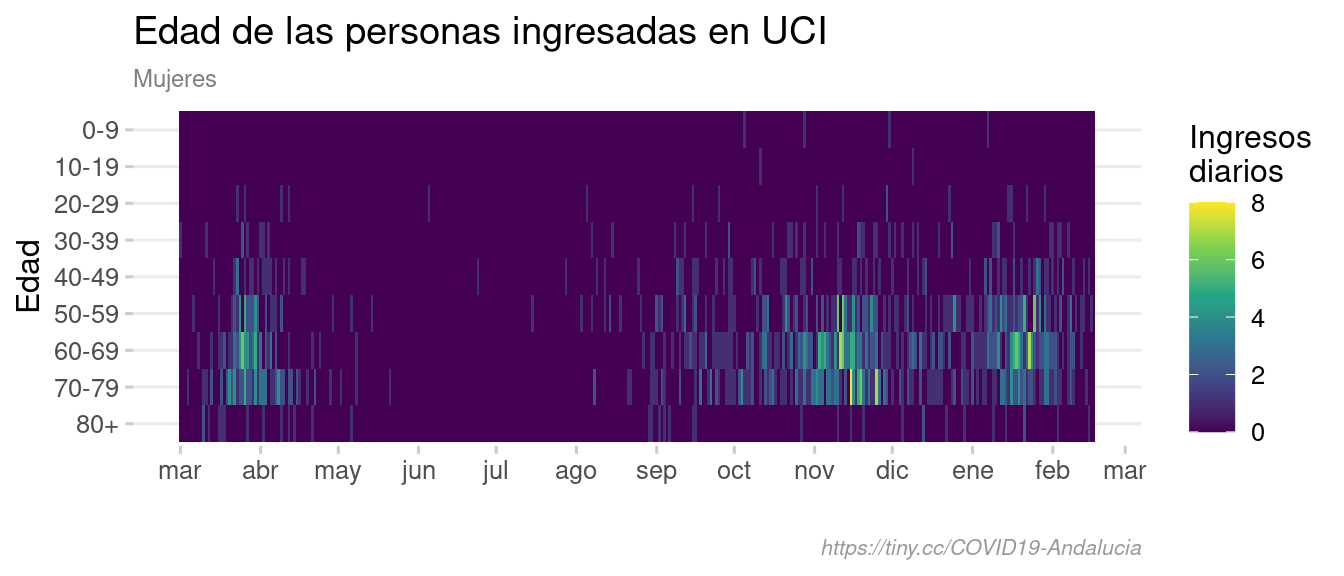 Edad de las personas ingresadas en UCI
Mujeres
Edad
0-9
10-19
20-29
30-39
40-49
50-59
60-69
70-79
80+
mar abr may jun jul ago sep oct nov dic ene feb mar
Ingresos
diarios
8
6
4
2
0
https://tiny.cc/COVID19-Andalucia